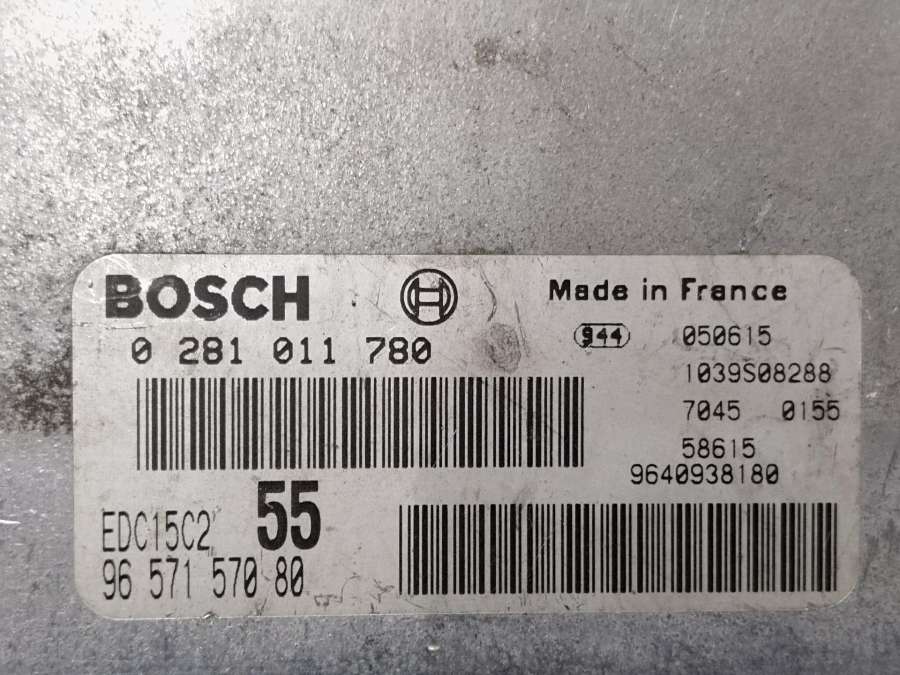 BOSCH
Made in France
0 281 011 780
944 050615
1039S08288
7045 0155
58615
9640938180
EDC15C2 55
96 571 570 80